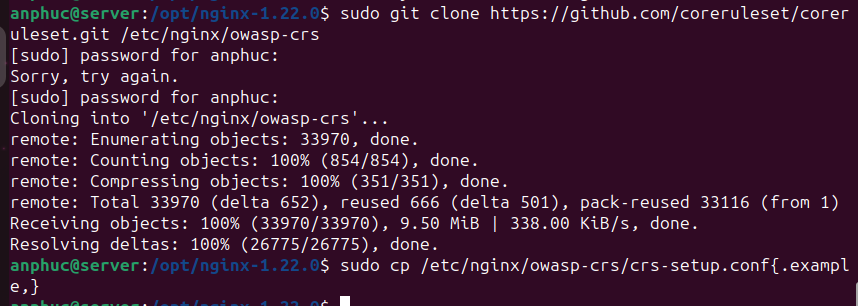 anphuc@server:/opt/nginx-1.22.0$ sudo git clone https://github.com/coreruleset/corer
uleset.git /etc/nginx/owasp-crs
[sudo] password for anphuc:
Sorry, try again.
[sudo] password for anphuc:
Cloning into '/etc/nginx/owasp-crs'...
remote: Enumerating objects: 33970, done.
remote: Counting objects: 100% (854/854), done.
remote: Compressing objects: 100% (351/351), done.
remote: Total 33970 (delta 652), reused 666 (delta 501), pack-reused 33116 (from 1)
Receiving objects: 100% (33970/33970), 9.50 MiB | 338.00 KiB/s, done.
Resolving deltas: 100% (26775/26775), done.
anphuc@server:/opt/nginx-1.22.0$ sudo cp /etc/nginx/owasp-crs/crs-setup.conf{.exampl
e,}
anphuc@server:/opt/nginx-1.22.0$